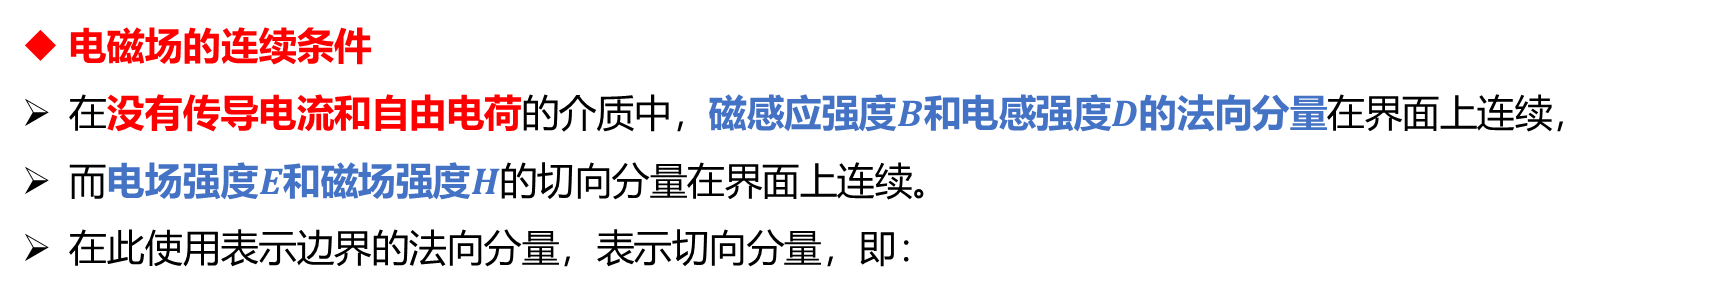 ◆ 电磁场的连续条件
➢ 在没有传导电流和自由电荷的介质中，磁感应强度B和电感强度D的法向分量在界面上连续，
➢ 而电场强度E和磁场强度H的切向分量在界面上连续。
➢ 在此使用表示边界的法向分量，表示切向分量，即：